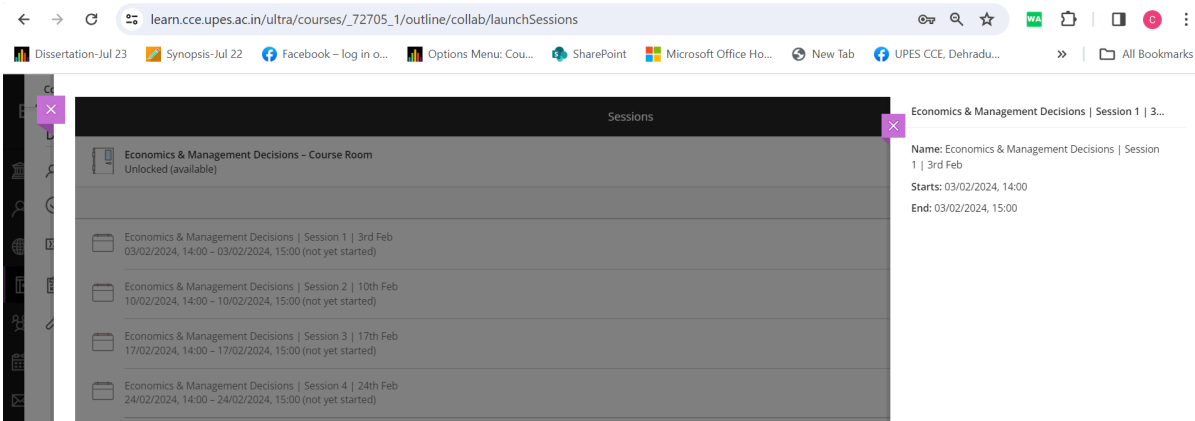 learn.cce.upes.ac.in/ultra/courses/_72705_1/outline/collab/launchSessions
WA
C
Dissertation-Jul 23 Synopsis-Jul 22 Facebook – log in o... Options Menu: Cou... SharePoint Microsoft Office Ho... New Tab UPES CCE, Dehradu... » All Bookmarks
Sessions
Economics & Management Decisions – Course Room
Unlocked (available)
Economics & Management Decisions | Session 1 | 3rd Feb
03/02/2024, 14:00 – 03/02/2024, 15:00 (not yet started)
Economics & Management Decisions | Session 2 | 10th Feb
10/02/2024, 14:00 – 10/02/2024, 15:00 (not yet started)
Economics & Management Decisions | Session 3 | 17th Feb
17/02/2024, 14:00 – 17/02/2024, 15:00 (not yet started)
Economics & Management Decisions | Session 4 | 24th Feb
24/02/2024, 14:00 – 24/02/2024, 15:00 (not yet started)
Economics & Management Decisions | Session 1 | 3...
Name: Economics & Management Decisions | Session
1 | 3rd Feb
Starts: 03/02/2024, 14:00
End: 03/02/2024, 15:00